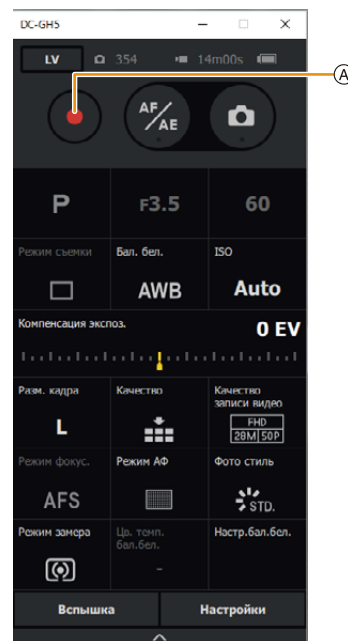 DC-GH5
LV 354 14m00s
A
AF/AE
P F3.5 60
Режим съемки Бал. бел. ISO
AWB Auto
Компенсация экспоз. 0 EV
Разм. кадра Качество Качество
записи видео
L FHD
28M 50P
Режим фокус. Режим АФ Фото стиль
AFS STD.
Режим замера Цв. темп.
бал.бел. Настр.бал.бел.
-
Вспышка Настройки